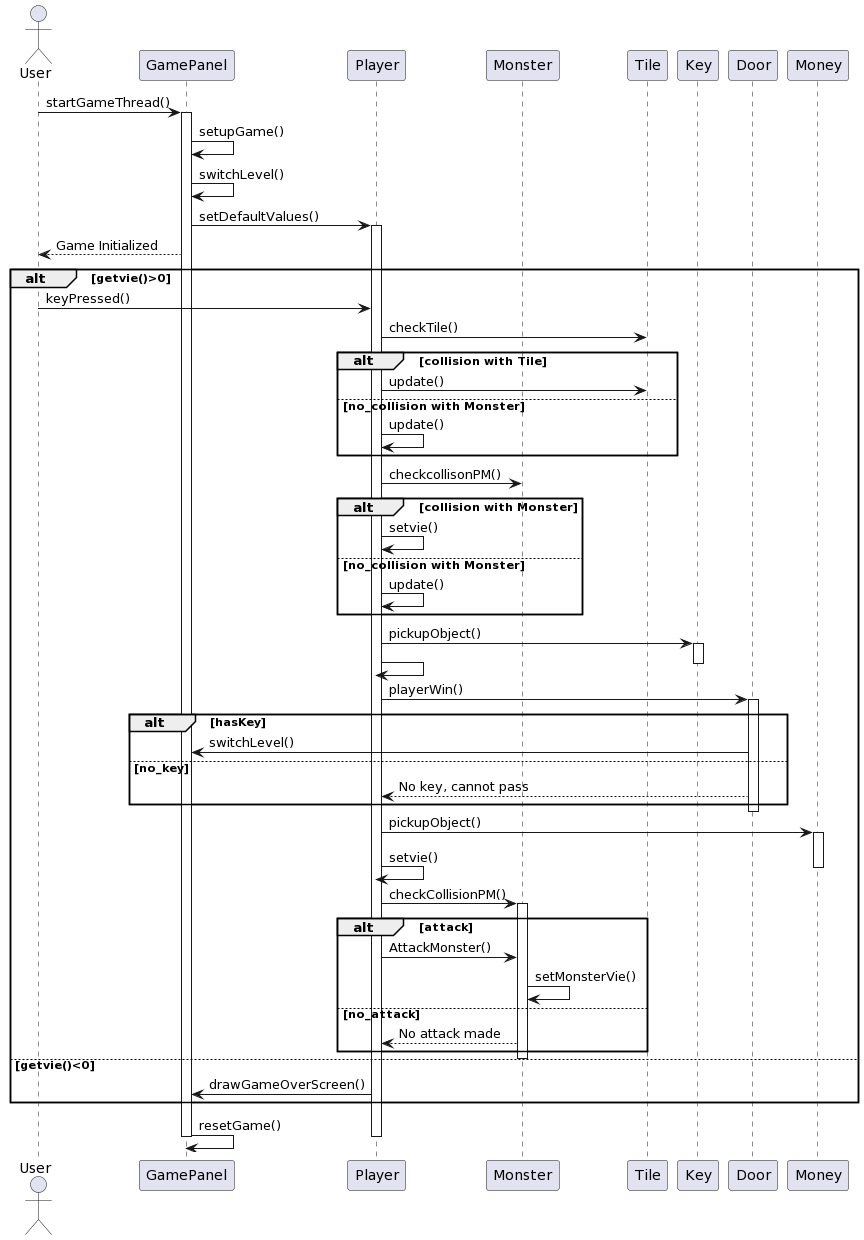 User
GamePanel
Player
Monster
Tile
Key
Door
Money
startGameThread()
setupGame()
switchLevel()
setDefaultValues()
Game Initialized
alt [getvie()>0]
keyPressed()
checkTile()
alt [collision with Tile]
update()
[no_collision with Monster]
update()
checkcollisonPM()
alt [collision with Monster]
setvie()
[no_collision with Monster]
update()
pickupObject()
playerWin()
alt [hasKey]
switchLevel()
[no_key]
No key, cannot pass
pickupObject()
setvie()
checkCollisionPM()
alt [attack]
AttackMonster()
setMonsterVie()
[no_attack]
No attack made
[getvie()<0]
drawGameOverScreen()
resetGame()
User
GamePanel
Player
Monster
Tile
Key
Door
Money